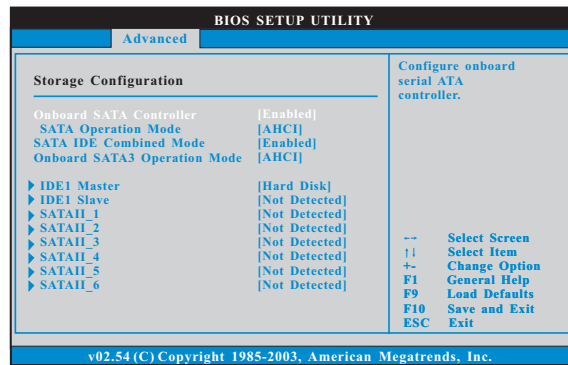 BIOS SETUP UTILITY
Advanced
Storage Configuration
Onboard SATA Controller [Enabled]
SATA Operation Mode [AHCI]
SATA IDE Combined Mode [Enabled]
Onboard SATA3 Operation Mode [AHCI]
IDE1 Master [Hard Disk]
IDE1 Slave [Not Detected]
SATAII_1 [Not Detected]
SATAII_2 [Not Detected]
SATAII_3 [Not Detected]
SATAII_4 [Not Detected]
SATAII_5 [Not Detected]
SATAII_6 [Not Detected]
Configure onboard
serial ATA
controller.
←→ Select Screen
↑↓ Select Item
+- Change Option
F1 General Help
F9 Load Defaults
F10 Save and Exit
ESC Exit
v02.54 (C) Copyright 1985-2003, American Megatrends, Inc.